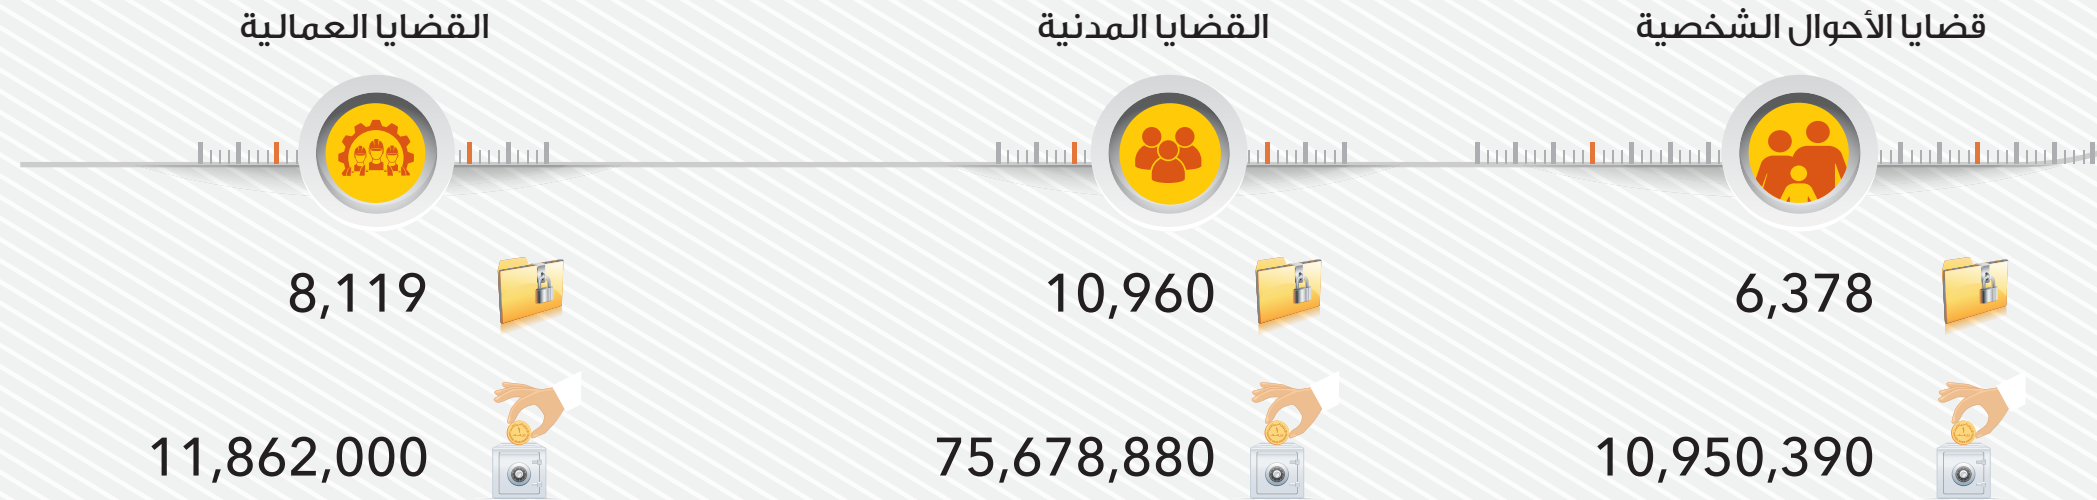 قضايا الأحوال الشخصية
القضايا المدنية
القضايا العمالية
6,378
10,960
8,119
10,950,390
75,678,880
11,862,000